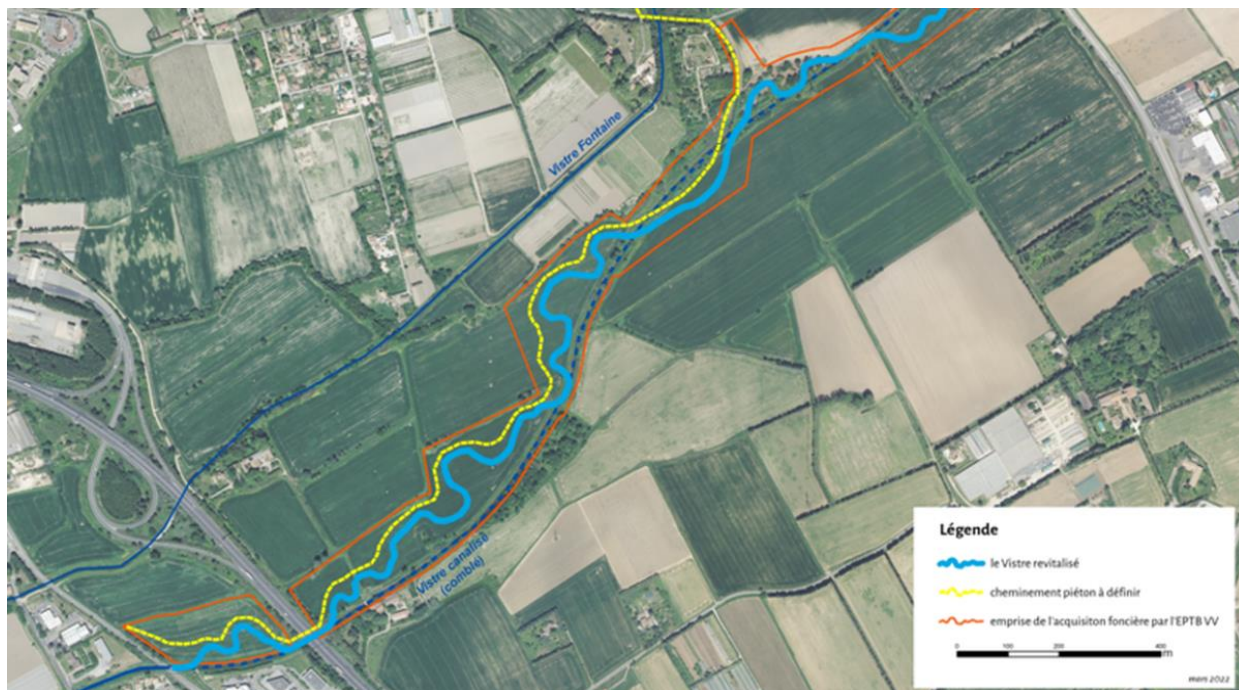 Vistre Fontaine
Vistre canalisé
(comblé)
Légende
le Vistre revitalisé
cheminement piéton à définir
emprise de l'acquisiton foncière par l'EPTB VV
0 100 200 400
m
mars 2022